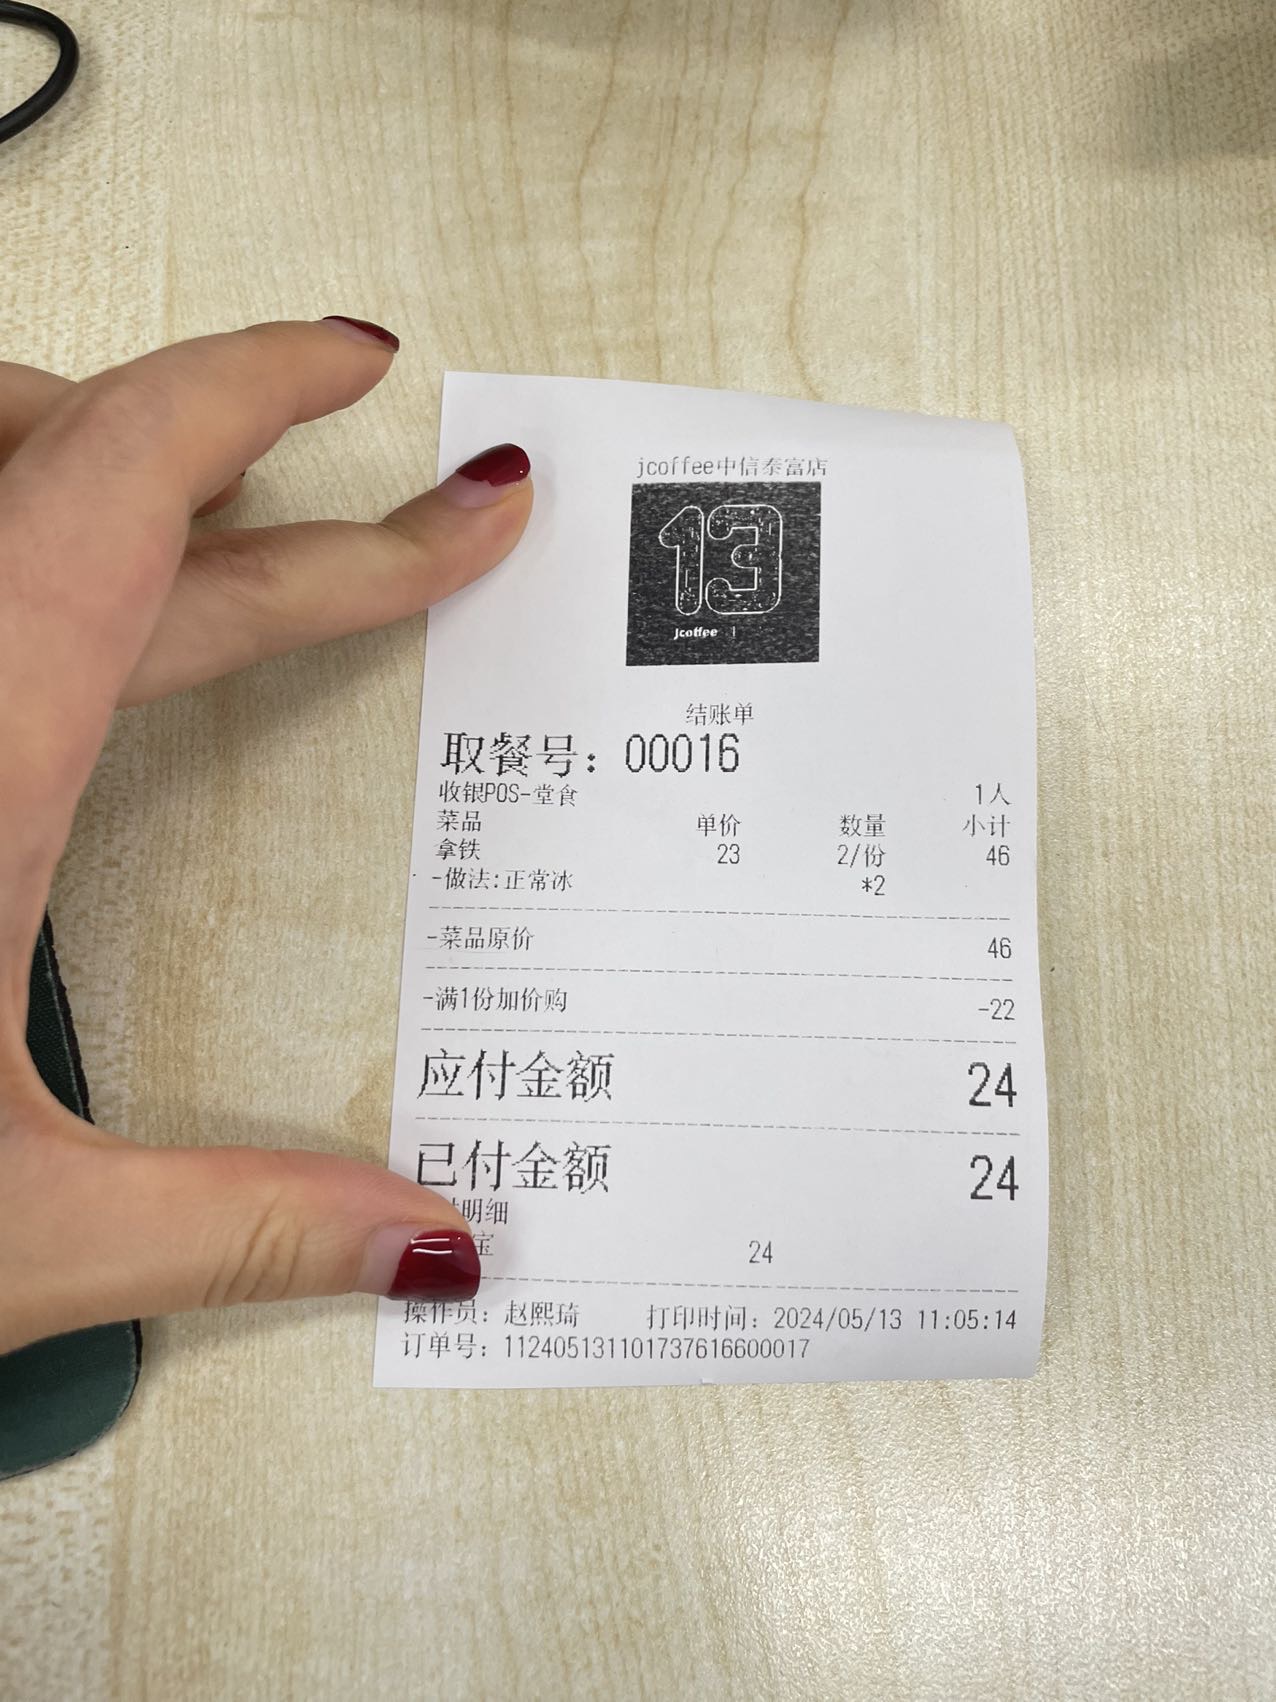 jcoffee中信泰富店
13
Jcoffee
结账单
取餐号：00016
收银POS-堂食 1人
菜品 单价 数量 小计
拿铁 23 2/份 46
-做法:正常冰 *2
-菜品原价 46
-满1份加价购 -22
应付金额 24
已付金额 24
明细
宝 24
操作员：赵熙琦 打印时间：2024/05/13 11:05:14
订单号：112405131101737616600017